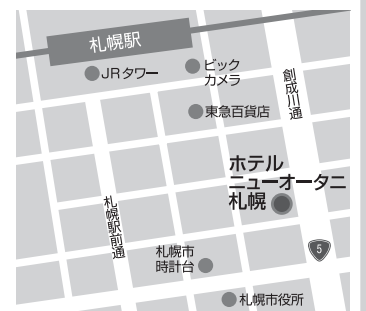 札幌駅
JRタワー
ビック
カメラ
創成川通
東急百貨店
ホテル
ニューオータニ
札幌
札幌駅前通
札幌市
時計台
5
札幌市役所